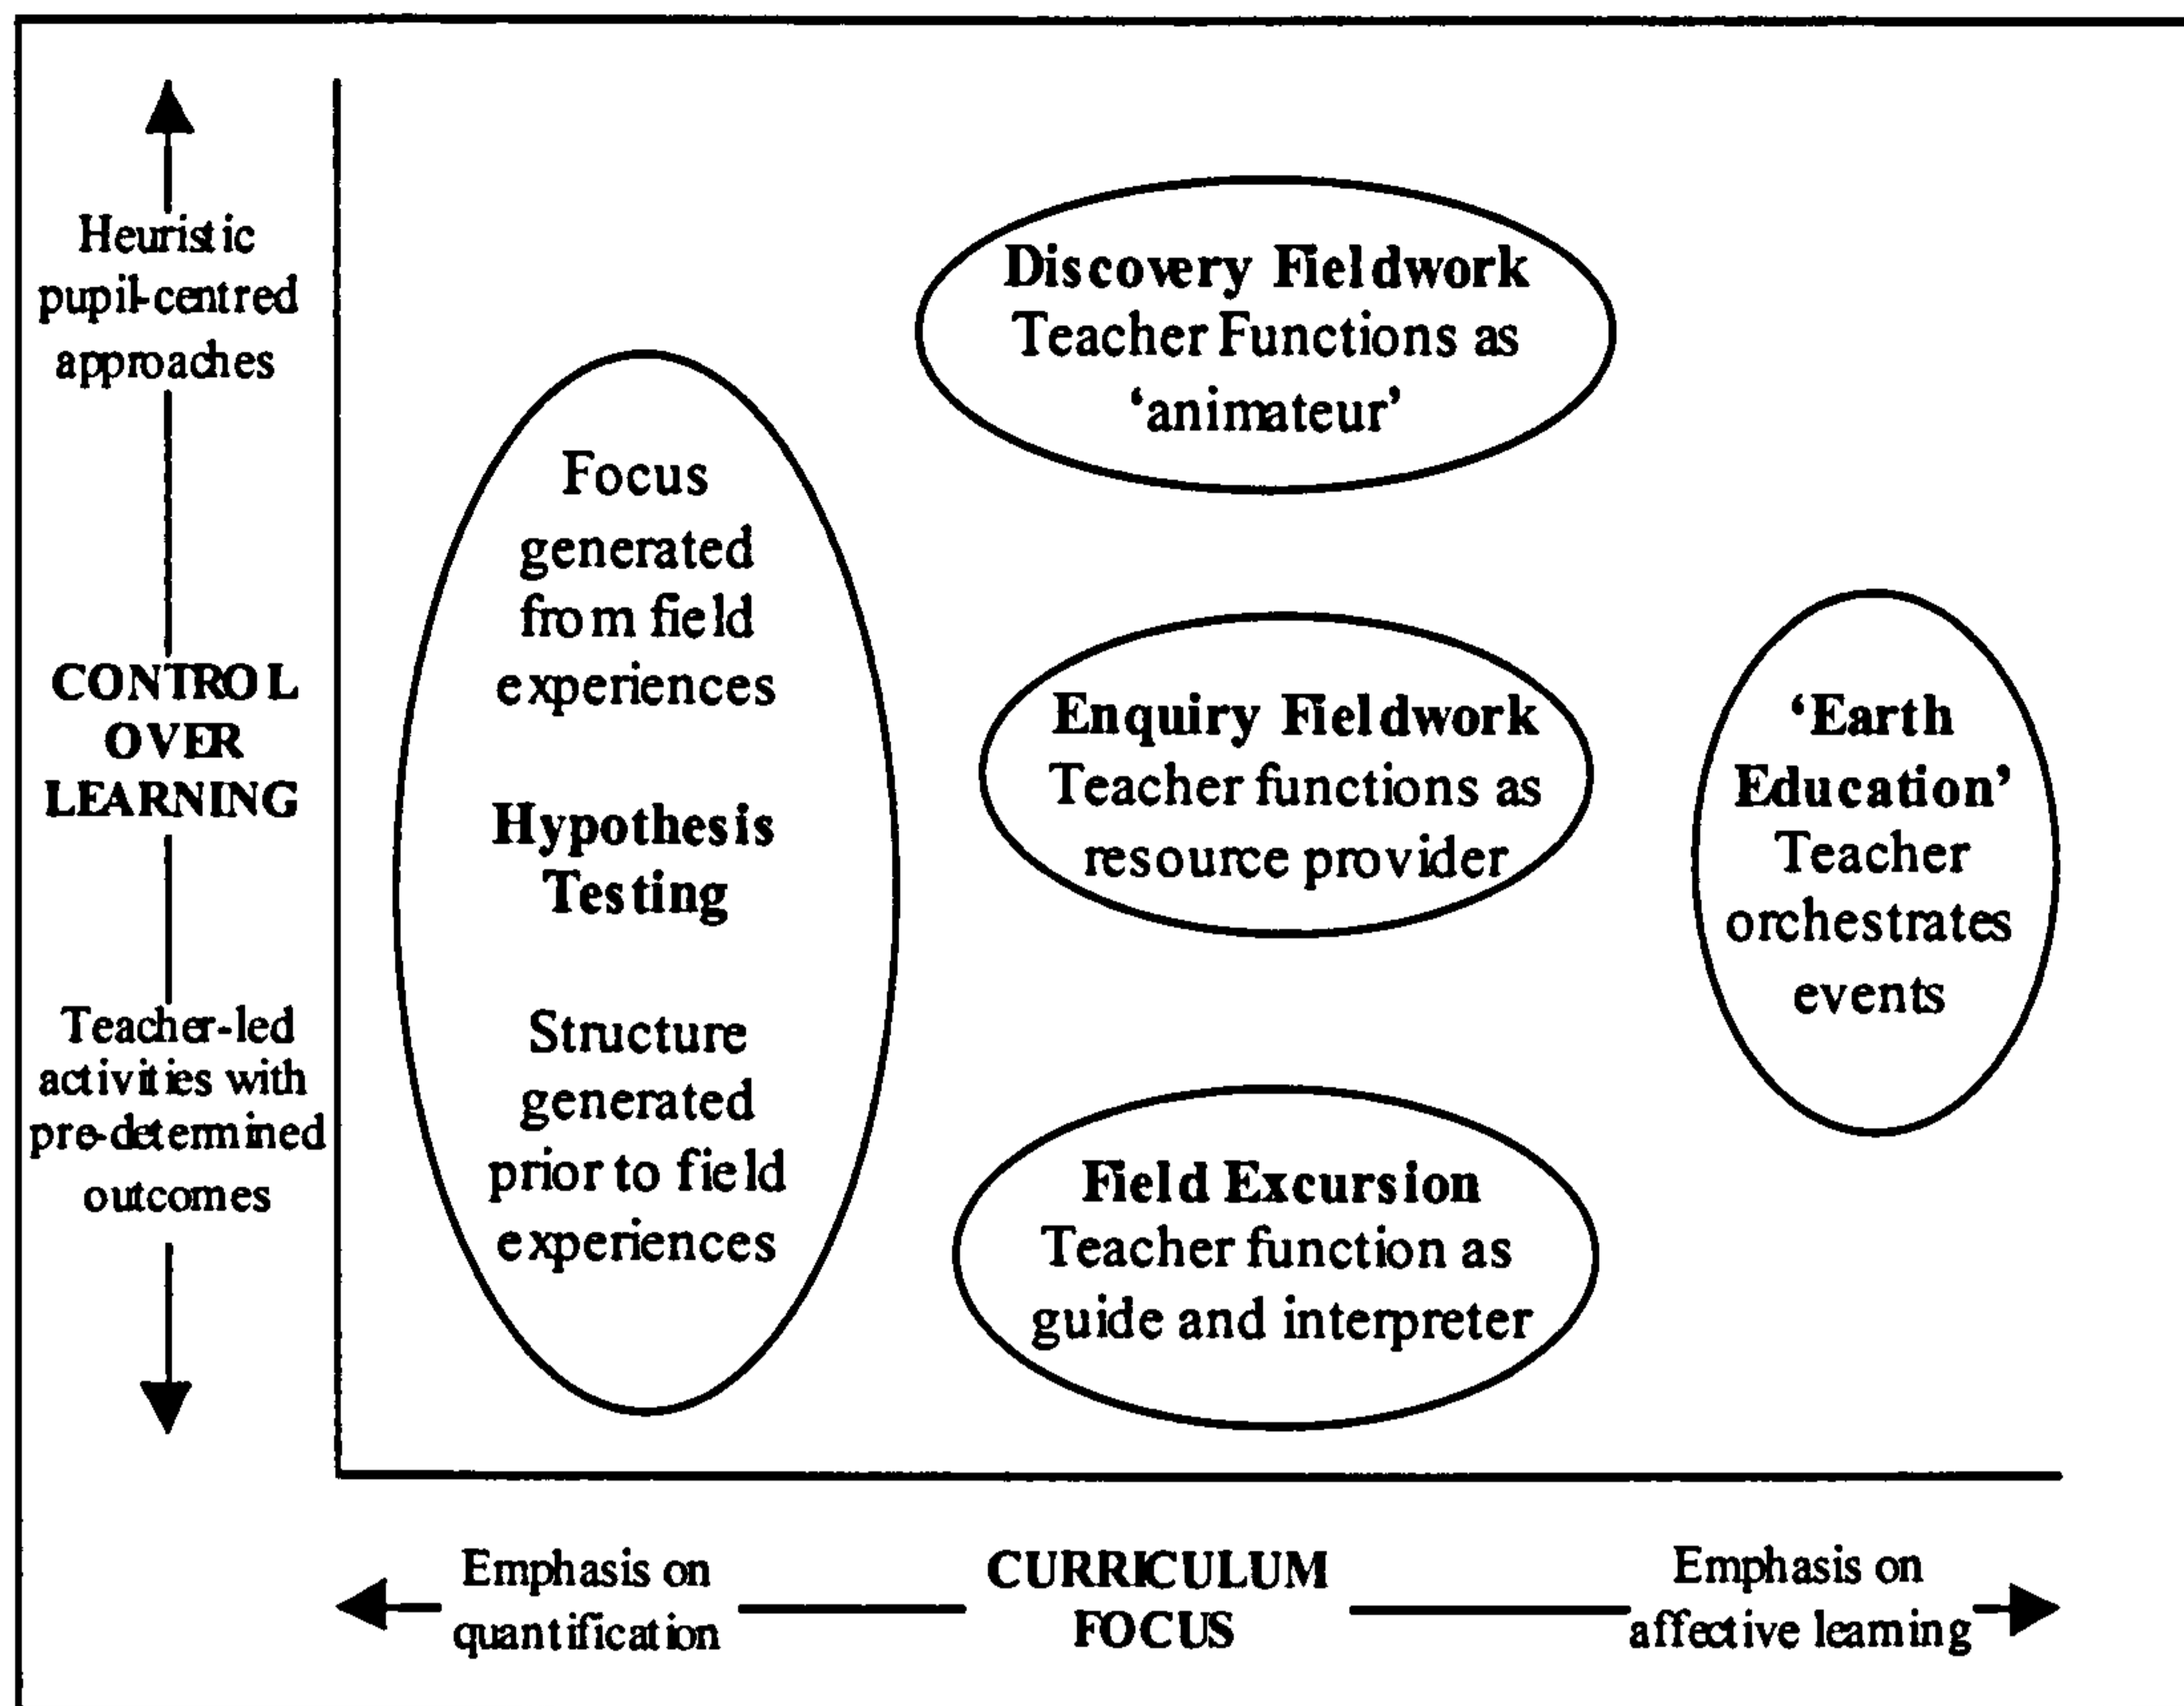 Heuristic
pupil-centred
approaches
CONTROL
OVER
LEARNING
Teacher-led
activities with
pre-determined
outcomes
Focus
generated
from field
experiences
Hypothesis
Testing
Structure
generated
prior to field
experiences
Discovery Fieldwork
Teacher Functions as
‘animateur’
Enquiry Fieldwork
Teacher functions as
resource provider
Field Excursion
Teacher function as
guide and interpreter
‘Earth
Education’
Teacher
orchestrates
events
Emphasis on
quantification
CURRICULUM
FOCUS
Emphasis on
affective learning